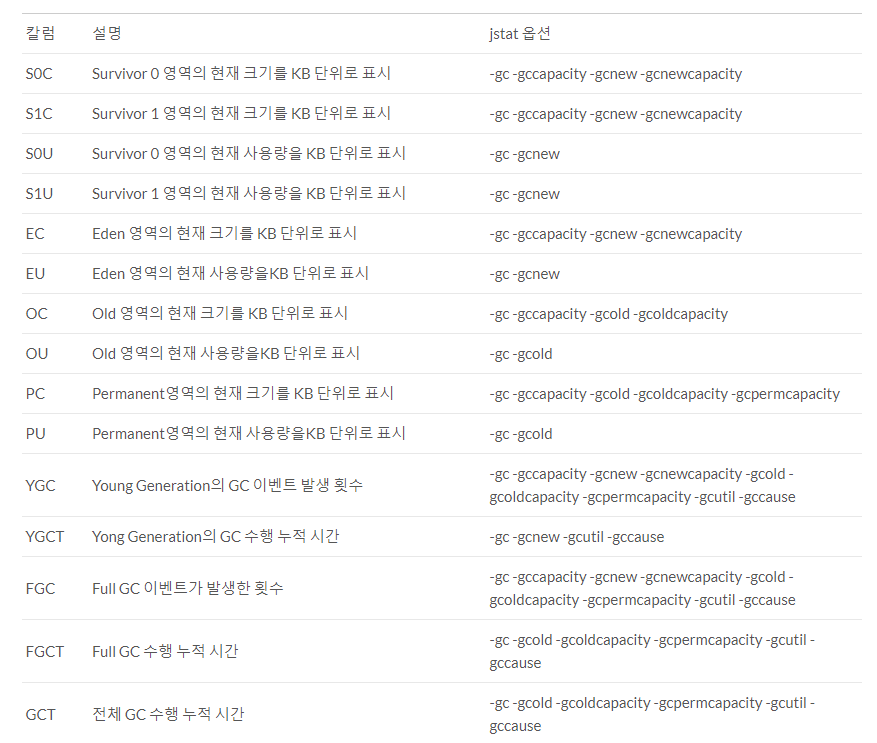 칼럼 설명 jstat 옵션
S0C Survivor 0 영역의 현재 크기를 KB 단위로 표시 -gc -gccapacity -gcnew -gcnewcapacity
S1C Survivor 1 영역의 현재 크기를 KB 단위로 표시 -gc -gccapacity -gcnew -gcnewcapacity
S0U Survivor 0 영역의 현재 사용량을 KB 단위로 표시 -gc -gcnew
S1U Survivor 1 영역의 현재 사용량을 KB 단위로 표시 -gc -gcnew
EC Eden 영역의 현재 크기를 KB 단위로 표시 -gc -gccapacity -gcnew -gcnewcapacity
EU Eden 영역의 현재 사용량을KB 단위로 표시 -gc -gcnew
OC Old 영역의 현재 크기를 KB 단위로 표시 -gc -gccapacity -gcold -gcoldcapacity
OU Old 영역의 현재 사용량을KB 단위로 표시 -gc -gcold
PC Permanent영역의 현재 크기를 KB 단위로 표시 -gc -gccapacity -gcold -gcoldcapacity -gcpermcapacity
PU Permanent영역의 현재 사용량을KB 단위로 표시 -gc -gcold
YGC Young Generation의 GC 이벤트 발생 횟수 -gc -gccapacity -gcnew -gcnewcapacity -gcold -
gcoldcapacity -gcpermcapacity -gcutil -gccause
YGCT Yong Generation의 GC 수행 누적 시간 -gc -gcnew -gcutil -gccause
FGC Full GC 이벤트가 발생한 횟수 -gc -gccapacity -gcnew -gcnewcapacity -gcold -
gcoldcapacity -gcpermcapacity -gcutil -gccause
FGCT Full GC 수행 누적 시간 -gc -gcold -gcoldcapacity -gcpermcapacity -gcutil -
gccause
GCT 전체 GC 수행 누적 시간 -gc -gcold -gcoldcapacity -gcpermcapacity -gcutil -
gccause